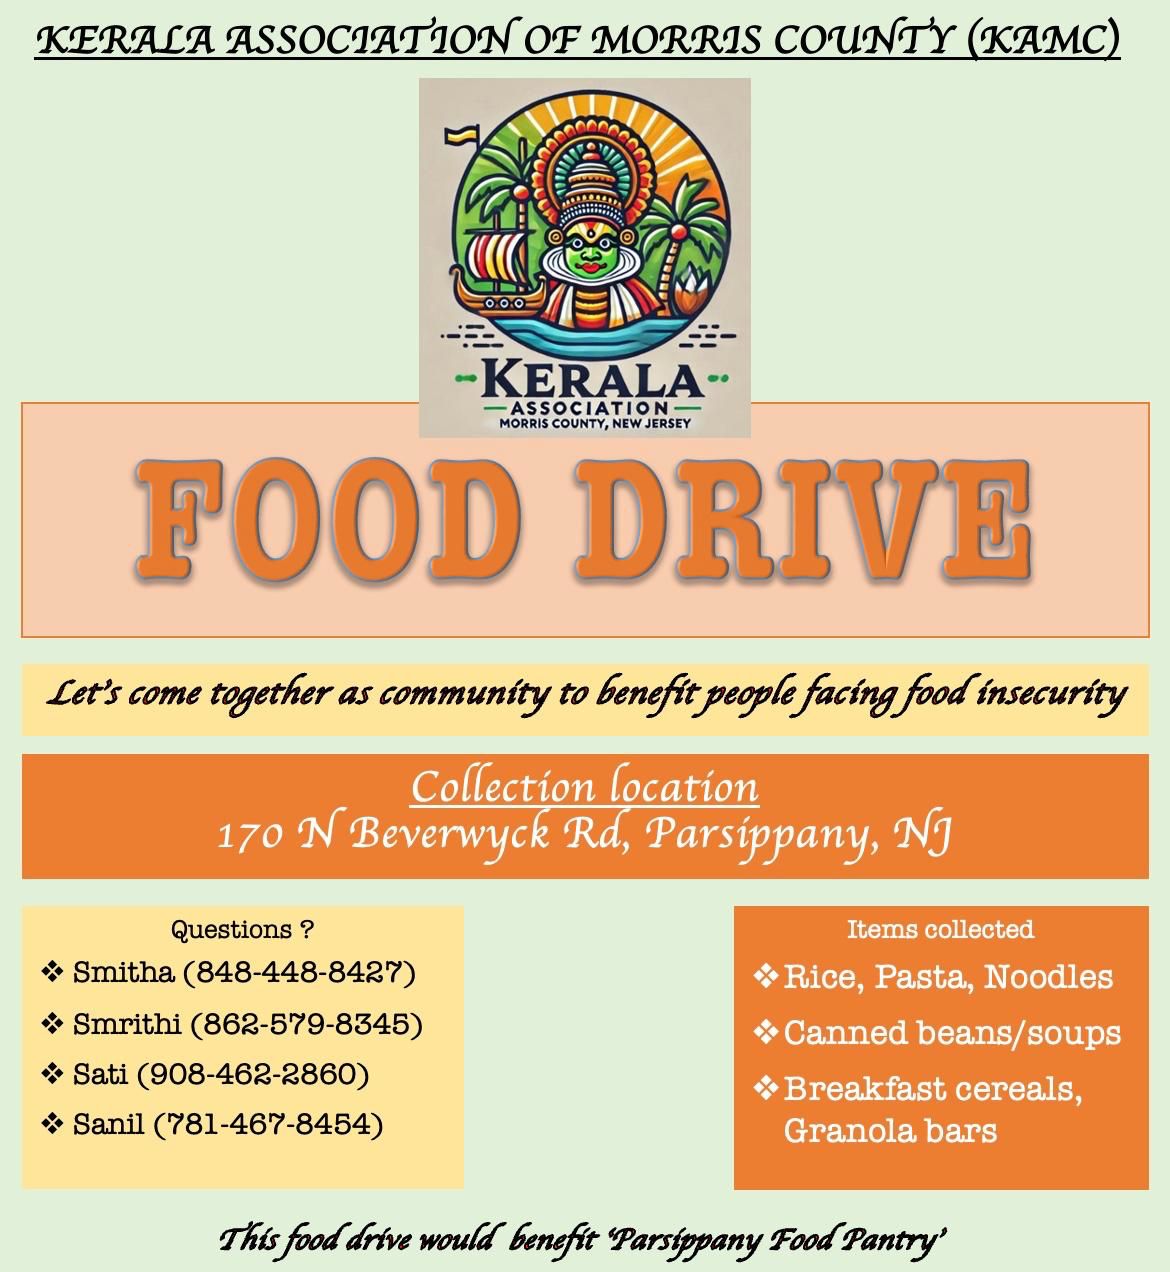 KERALA ASSOCIATION OF MORRIS COUNTY (KAMC)
KERALA
ASSOCIATION
MORRIS COUNTY, NEW JERSEY
FOOD DRIVE
Let's come together as community to benefit people facing food insecurity
Collection location
170 N Beverwyck Rd, Parsippany, NJ
Questions ?
❖ Smitha (848-448-8427)
❖ Smrithi (862-579-8345)
❖ Sati (908-462-2860)
❖ Sanil (781-467-8454)
Items collected
❖ Rice, Pasta, Noodles
❖ Canned beans/soups
❖ Breakfast cereals,
Granola bars
This food drive would benefit 'Parsippany Food Pantry'